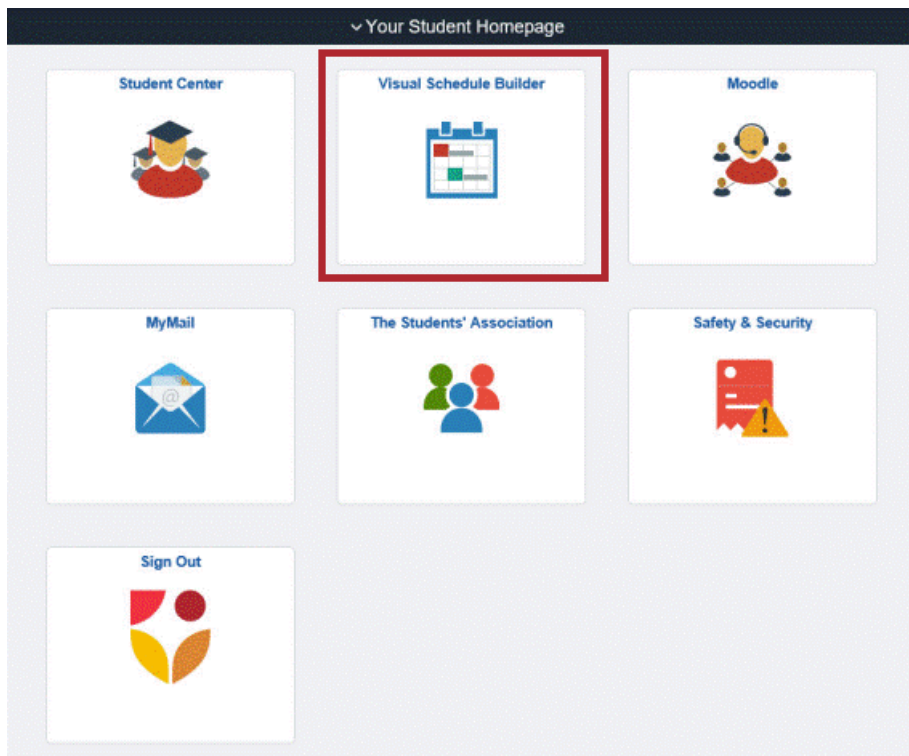 Your Student Homepage
Student Center
Visual Schedule Builder
Moodle
MyMail
The Students' Association
Safety & Security
@
!
Sign Out